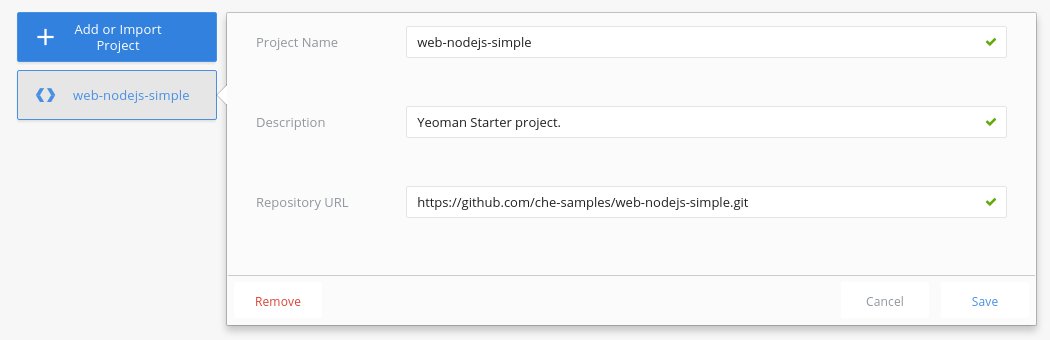 Add or Import
Project
web-nodejs-simple
Project Name
web-nodejs-simple
Description
Yeoman Starter project.
Repository URL
https://github.com/che-samples/web-nodejs-simple.git
Remove
Cancel
Save